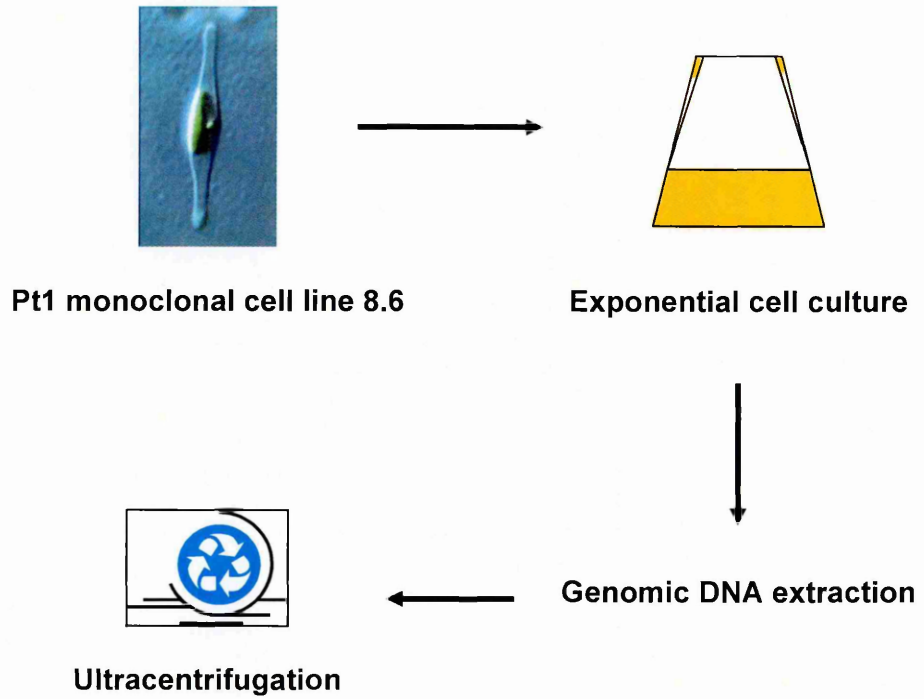 Pt1 monoclonal cell line 8.6
Exponential cell culture
Genomic DNA extraction
Ultracentrifugation